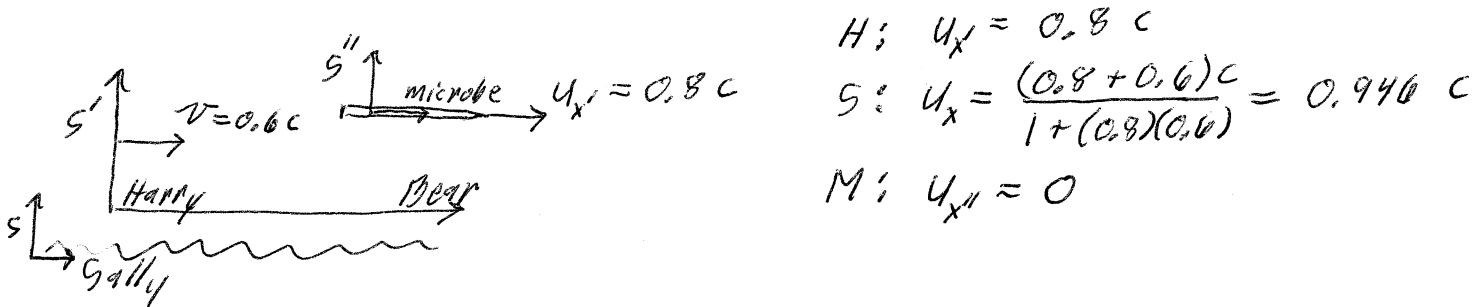 S'
v=0.6c
Harry
Bear
S
Sally
S''
microbe
u_x' = 0.8 c
H: u_x' = 0.8 c
S: u_x = (0.8 + 0.6)c / 1 + (0.8)(0.6) = 0.946 c
M: u_x'' = 0